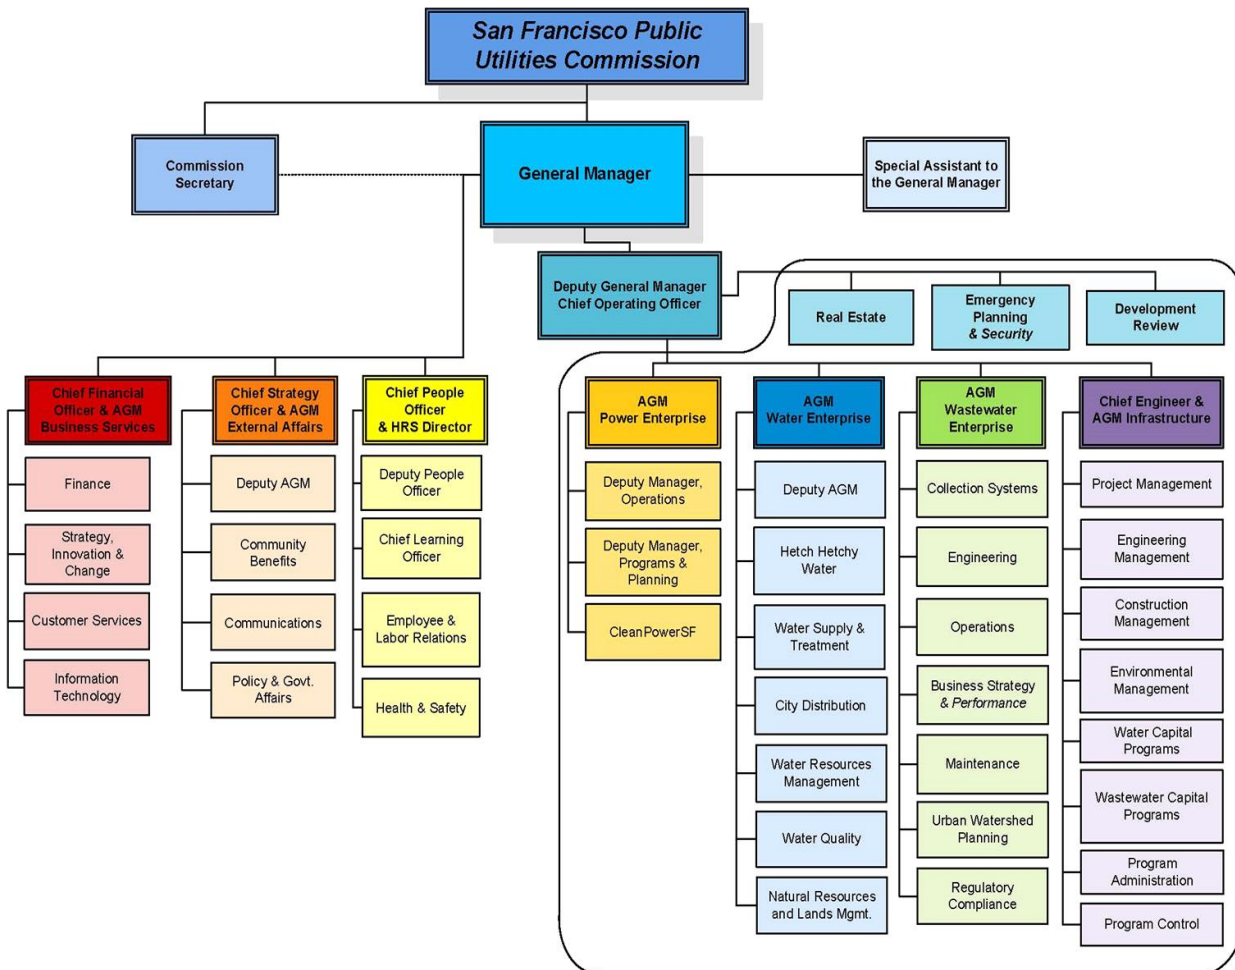 San Francisco Public
Utilities Commission
Commission
Secretary
General Manager
Special Assistant to
the General Manager
Deputy General Manager
Chief Operating Officer
Real Estate
Emergency
Planning
& Security
Development
Review
Chief Financial
Officer & AGM
Business Services
Finance
Strategy,
Innovation &
Change
Customer Services
Information
Technology
Chief Strategy
Officer & AGM
External Affairs
Deputy AGM
Community
Benefits
Communications
Policy & Govt.
Affairs
Chief People
Officer
& HRS Director
Deputy People
Officer
Chief Learning
Officer
Employee &
Labor Relations
Health & Safety
AGM
Power Enterprise
Deputy Manager,
Operations
Deputy Manager,
Programs &
Planning
CleanPowerSF
AGM
Water Enterprise
Deputy AGM
Hetch Hetchy
Water
Water Supply &
Treatment
City Distribution
Water Resources
Management
Water Quality
Natural Resources
and Lands Mgmt.
AGM
Wastewater
Enterprise
Collection Systems
Engineering
Operations
Business Strategy
& Performance
Maintenance
Urban Watershed
Planning
Regulatory
Compliance
Chief Engineer &
AGM Infrastructure
Project Management
Engineering
Management
Construction
Management
Environmental
Management
Water Capital
Programs
Wastewater Capital
Programs
Program
Administration
Program Control